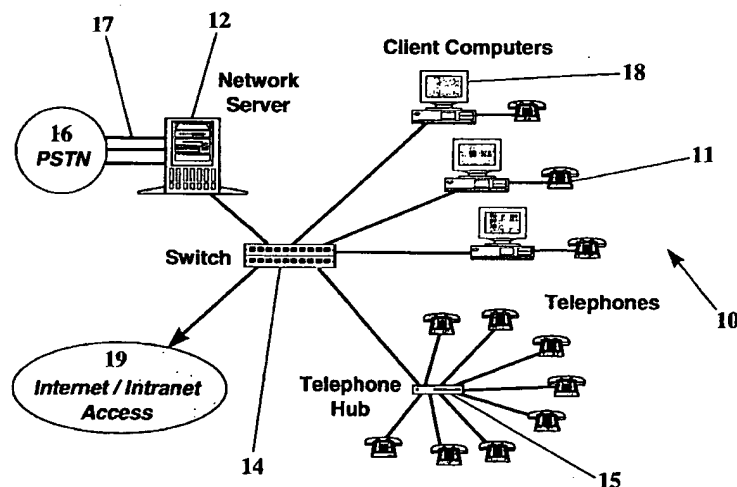 17
12
Client Computers
Network
Server
18
16
PSTN
11
Switch
Telephones
10
19
Internet / Intranet
Access
Telephone
Hub
14
15